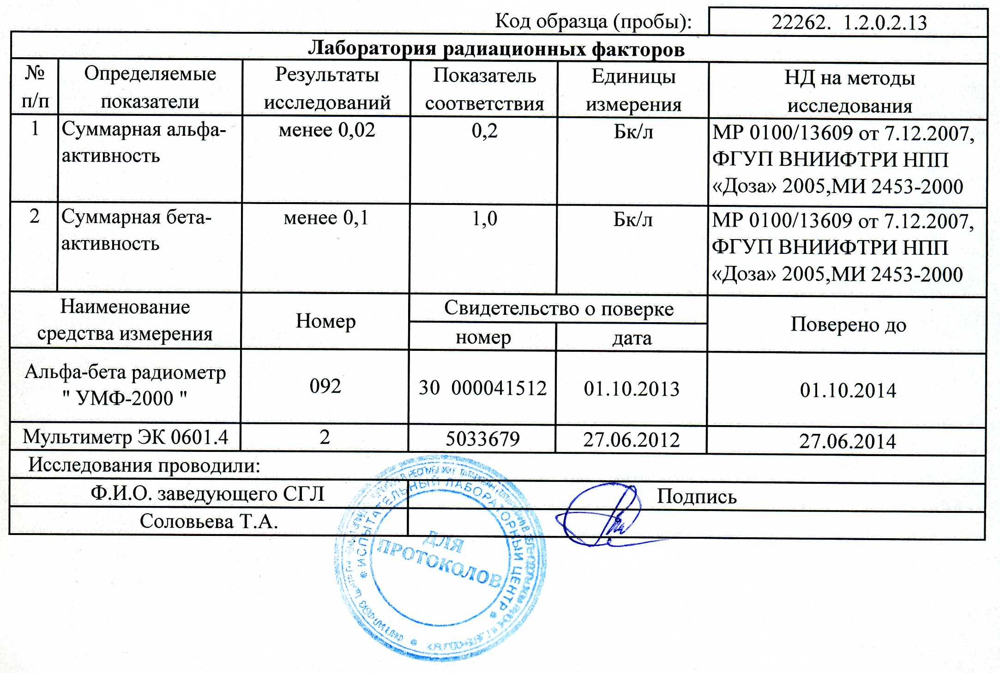 Код образца (пробы): 22262. 1.2.0.2.13
Лаборатория радиационных факторов
№ п/п
Определяемые показатели
Результаты исследований
Показатель соответствия
Единицы измерения
НД на методы исследования
1
Суммарная альфа-
активность
менее 0,02
0,2
Бк/л
МР 0100/13609 от 7.12.2007,
ФГУП ВНИИФТРИ НПП
«Доза» 2005,МИ 2453-2000
2
Суммарная бета-
активность
менее 0,1
1,0
Бк/л
МР 0100/13609 от 7.12.2007,
ФГУП ВНИИФТРИ НПП
«Доза» 2005,МИ 2453-2000
Наименование
средства измерения
Номер
Свидетельство о поверке
номер
дата
Поверено до
Альфа-бета радиометр
" УМФ-2000 "
092
30 000041512
01.10.2013
01.10.2014
Мультиметр ЭК 0601.4
2
5033679
27.06.2012
27.06.2014
Исследования проводили:
Ф.И.О. заведующего СГЛ
Подпись
Соловьева Т.А.
ИСПЫТАТЕЛЬНЫЙ ЛАБОРАТОРНЫЙ ЦЕНТР
ДЛЯ
ПРОТОКОЛОВ